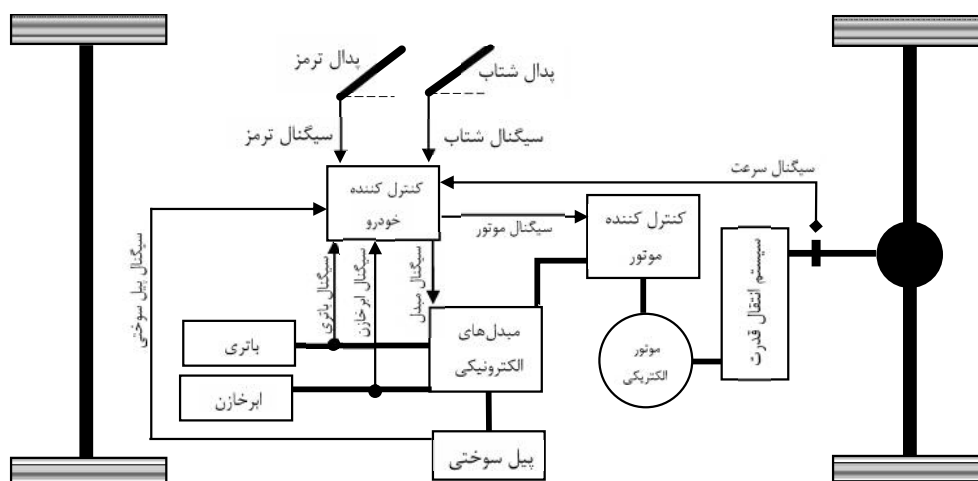 پدال ترمز
پدال شتاب
سیگنال ترمز
سیگنال شتاب
سیگنال سرعت
کنترل کننده
خودرو
سیگنال موتور
کنترل کننده
موتور
سیگنال پیل سوختی
سیگنال باتری
سیگنال ابرخازن
سیگنال مبدل
سیستم انتقال قدرت
باتری
مبدل‌های
الکترونیکی
موتور
الکتریکی
ابرخازن
پیل سوختی